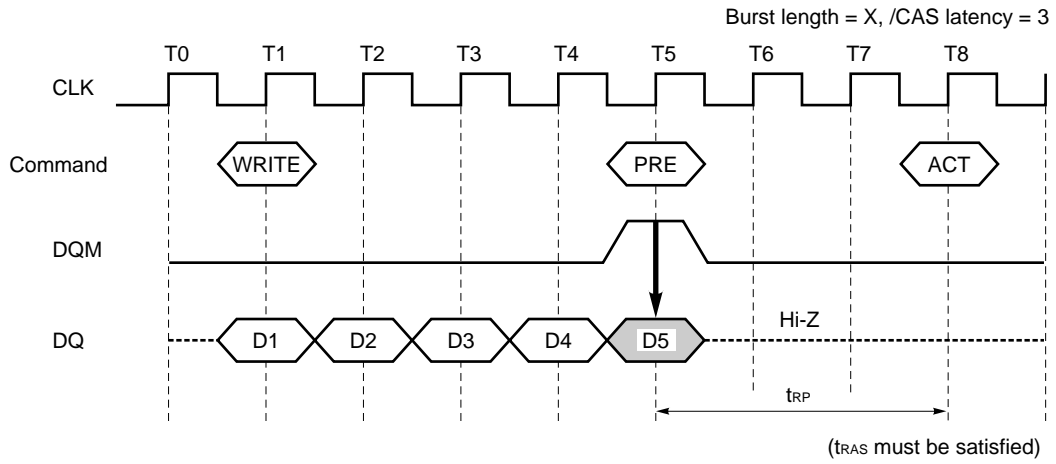 Burst length = X, /CAS latency = 3
T0 T1 T2 T3 T4 T5 T6 T7 T8
CLK
Command WRITE PRE ACT
DQM
DQ D1 D2 D3 D4 D5 Hi-Z
tRP
(tRAS must be satisfied)